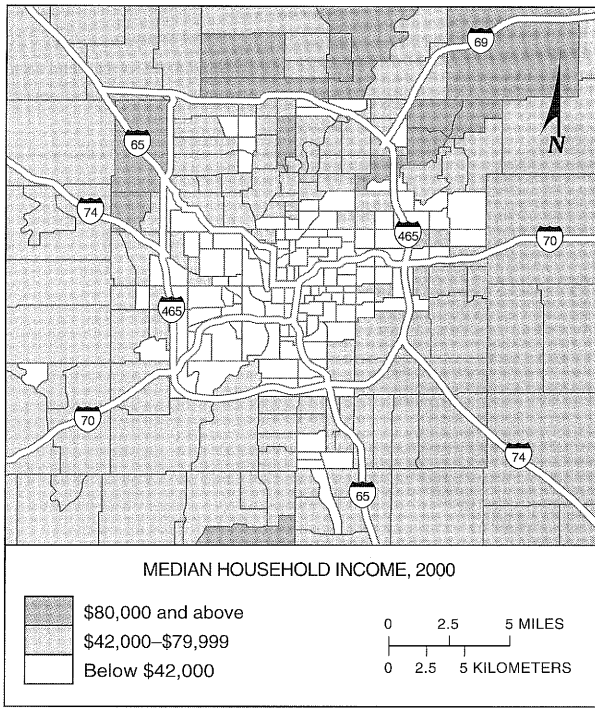 69
65
N
74
465
70
465
70
74
65
MEDIAN HOUSEHOLD INCOME, 2000
$80,000 and above
$42,000–$79,999
Below $42,000
0 2.5 5 MILES
0 2.5 5 KILOMETERS